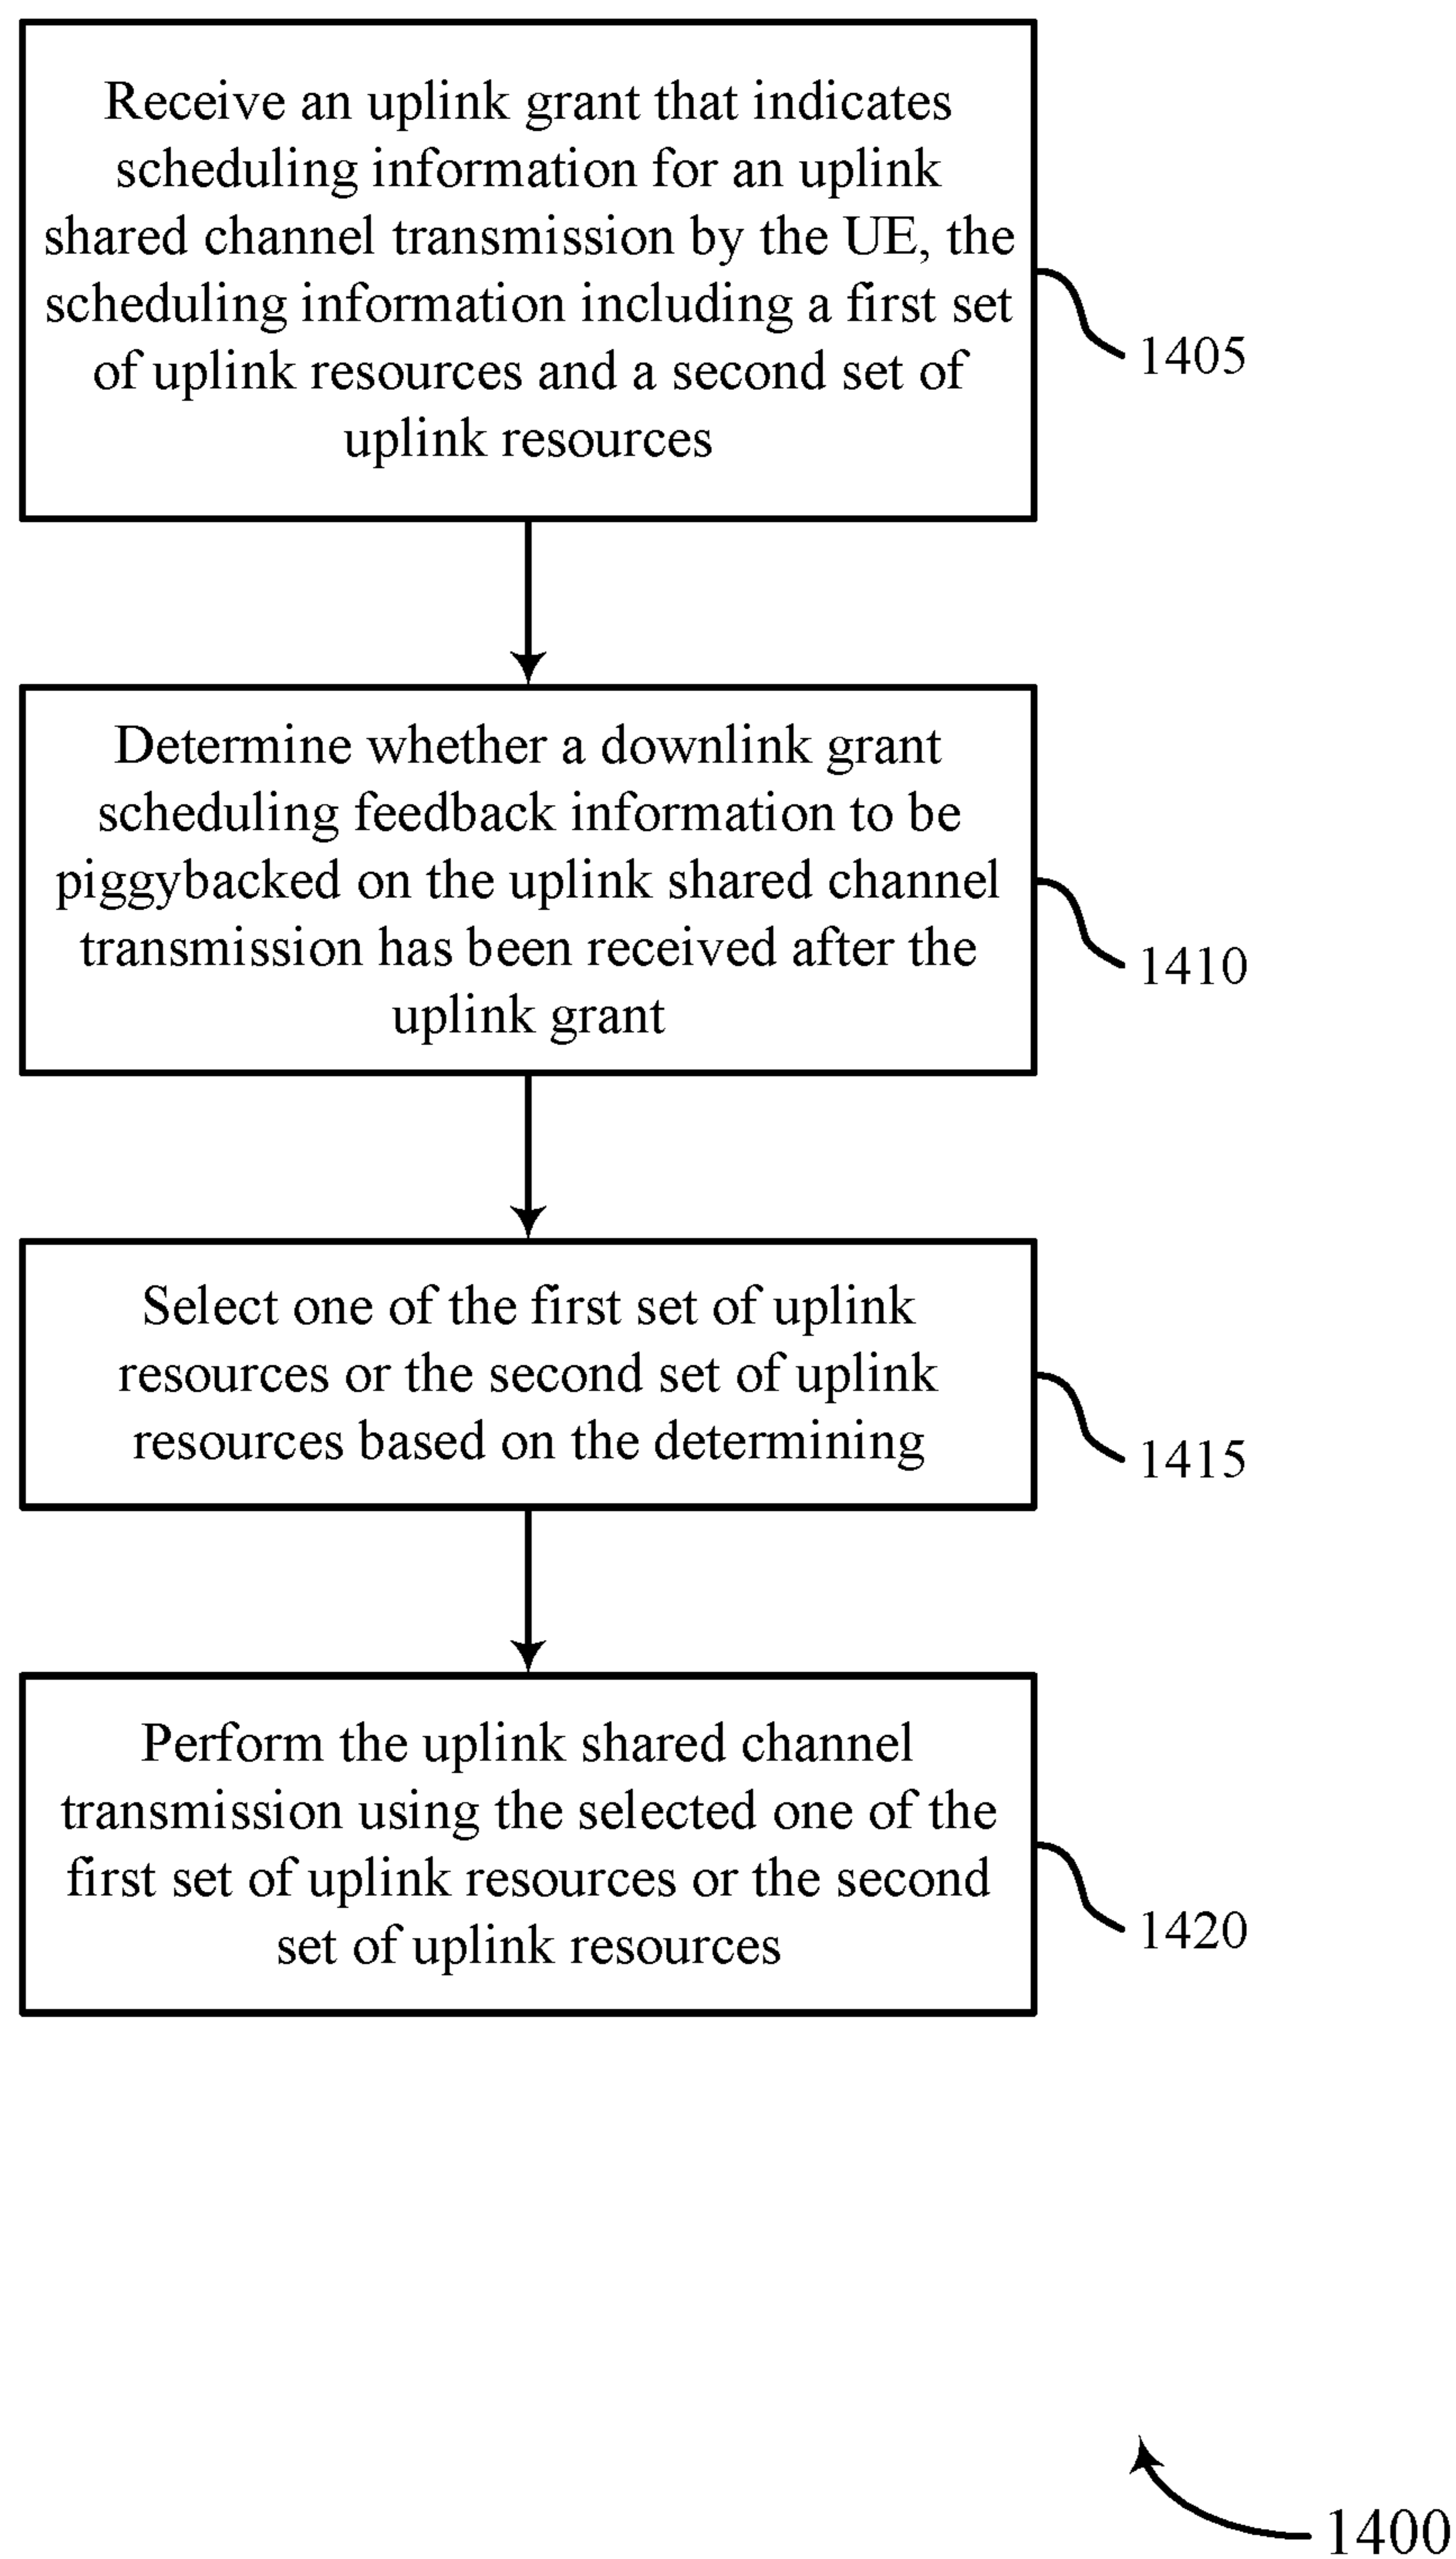 Receive an uplink grant that indicates
scheduling information for an uplink
shared channel transmission by the UE, the
scheduling information including a first set
of uplink resources and a second set of
uplink resources
1405
Determine whether a downlink grant
scheduling feedback information to be
piggybacked on the uplink shared channel
transmission has been received after the
uplink grant
1410
Select one of the first set of uplink
resources or the second set of uplink
resources based on the determining
1415
Perform the uplink shared channel
transmission using the selected one of the
first set of uplink resources or the second
set of uplink resources
1420
1400